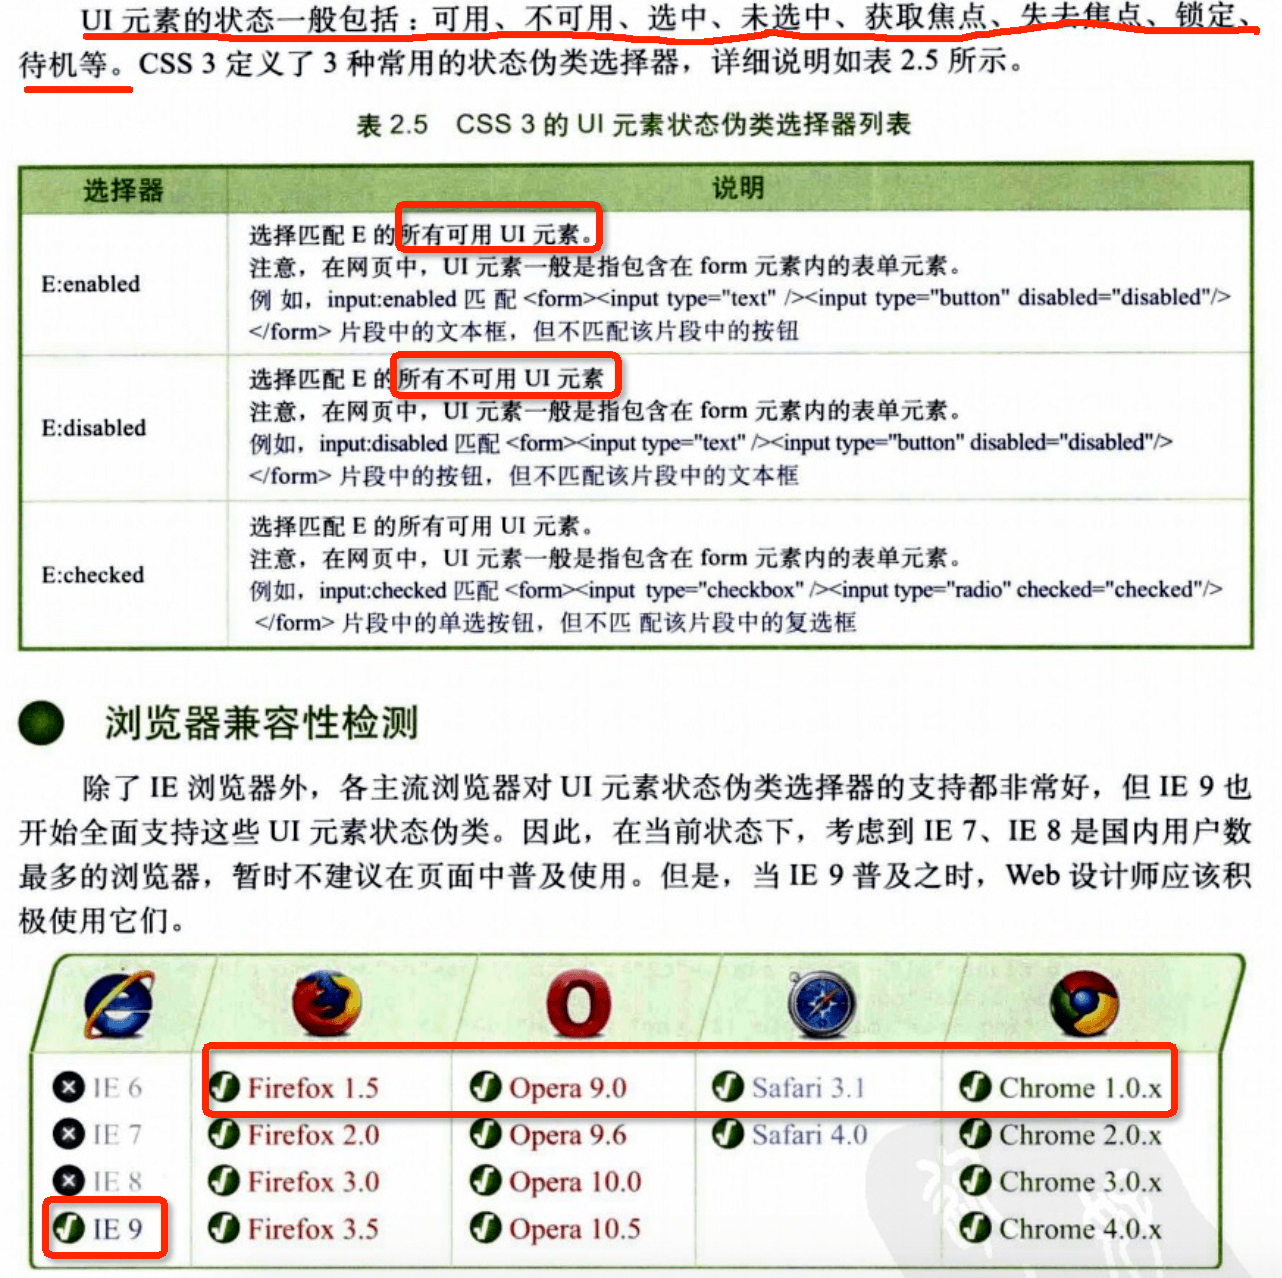 UI 元素的状态一般包括：可用、不可用、选中、未选中、获取焦点、失去焦点、锁定、
待机等。CSS 3 定义了 3 种常用的状态伪类选择器，详细说明如表 2.5 所示。
表 2.5 CSS 3 的 UI 元素状态伪类选择器列表
选择器 说明
E:enabled
选择匹配 E 的所有可用 UI 元素。
注意，在网页中，UI 元素一般是指包含在 form 元素内的表单元素。
例 如，input:enabled 匹 配 <form><input type="text" /><input type="button" disabled="disabled"/>
</form> 片段中的文本框，但不匹配该片段中的按钮
E:disabled
选择匹配 E 的所有不可用 UI 元素
注意，在网页中，UI 元素一般是指包含在 form 元素内的表单元素。
例如，input:disabled 匹配 <form><input type="text" /><input type="button" disabled="disabled"/>
</form> 片段中的按钮，但不匹配该片段中的文本框
E:checked
选择匹配 E 的所有可用 UI 元素。
注意，在网页中，UI 元素一般是指包含在 form 元素内的表单元素。
例如，input:checked 匹配 <form><input type="checkbox" /><input type="radio" checked="checked"/>
</form> 片段中的单选按钮，但不匹 配该片段中的复选框
浏览器兼容性检测
除了 IE 浏览器外，各主流浏览器对 UI 元素状态伪类选择器的支持都非常好，但 IE 9 也
开始全面支持这些 UI 元素状态伪类。因此，在当前状态下，考虑到 IE 7、IE 8 是国内用户数
最多的浏览器，暂时不建议在页面中普及使用。但是，当 IE 9 普及之时，Web 设计师应该积
极使用它们。
IE 6 Firefox 1.5 Opera 9.0 Safari 3.1 Chrome 1.0.x
IE 7 Firefox 2.0 Opera 9.6 Safari 4.0 Chrome 2.0.x
IE 8 Firefox 3.0 Opera 10.0 Chrome 3.0.x
IE 9 Firefox 3.5 Opera 10.5 Chrome 4.0.x